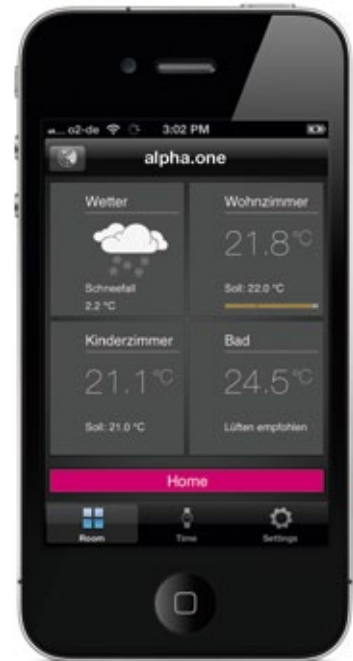 o2-de 3:02 PM
alpha.one
Wetter
Schneefall
2.2 °C
Wohnzimmer
21.8°C
Soll: 22.0 °C
Kinderzimmer
21.1°C
Soll: 21.0 °C
Bad
24.5°C
Lüften empfohlen
Home
Room Time Settings